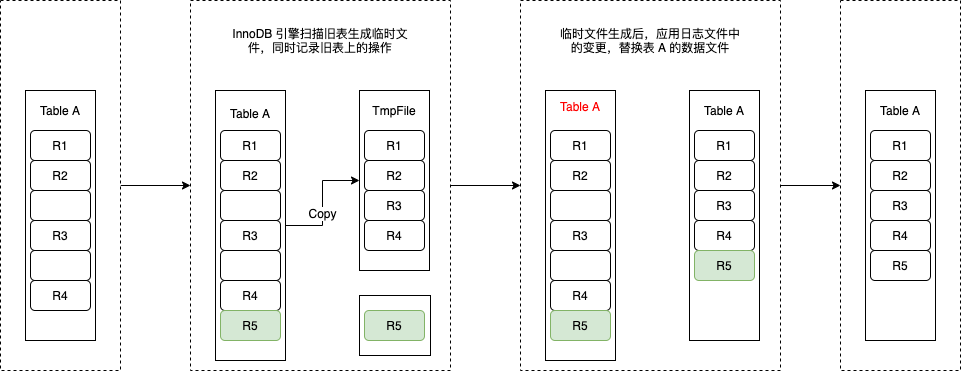 Table A
R1
R2
R3
R4
InnoDB 引擎扫描旧表生成临时文
件，同时记录旧表上的操作
Table A
R1
R2
R3
R4
R5
Copy
TmpFile
R1
R2
R3
R4
R5
临时文件生成后，应用日志文件中
的变更，替换表 A 的数据文件
Table A
R1
R2
R3
R4
R5
Table A
R1
R2
R3
R4
R5
Table A
R1
R2
R3
R4
R5